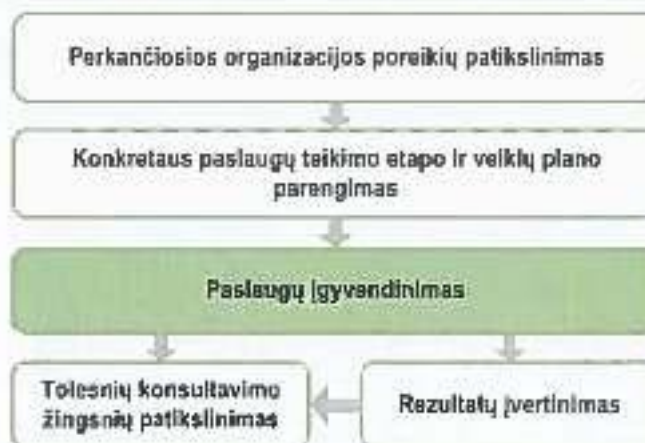 Perkančiosios organizacijos poreikių patikslinimas
Konkretaus paslaugų teikimo etapo ir veiklų plano
parengimas
Paslaugų įgyvendinimas
Tolesnių konsultavimo
žingsnių patikslinimas
Rezultatų įvertinimas